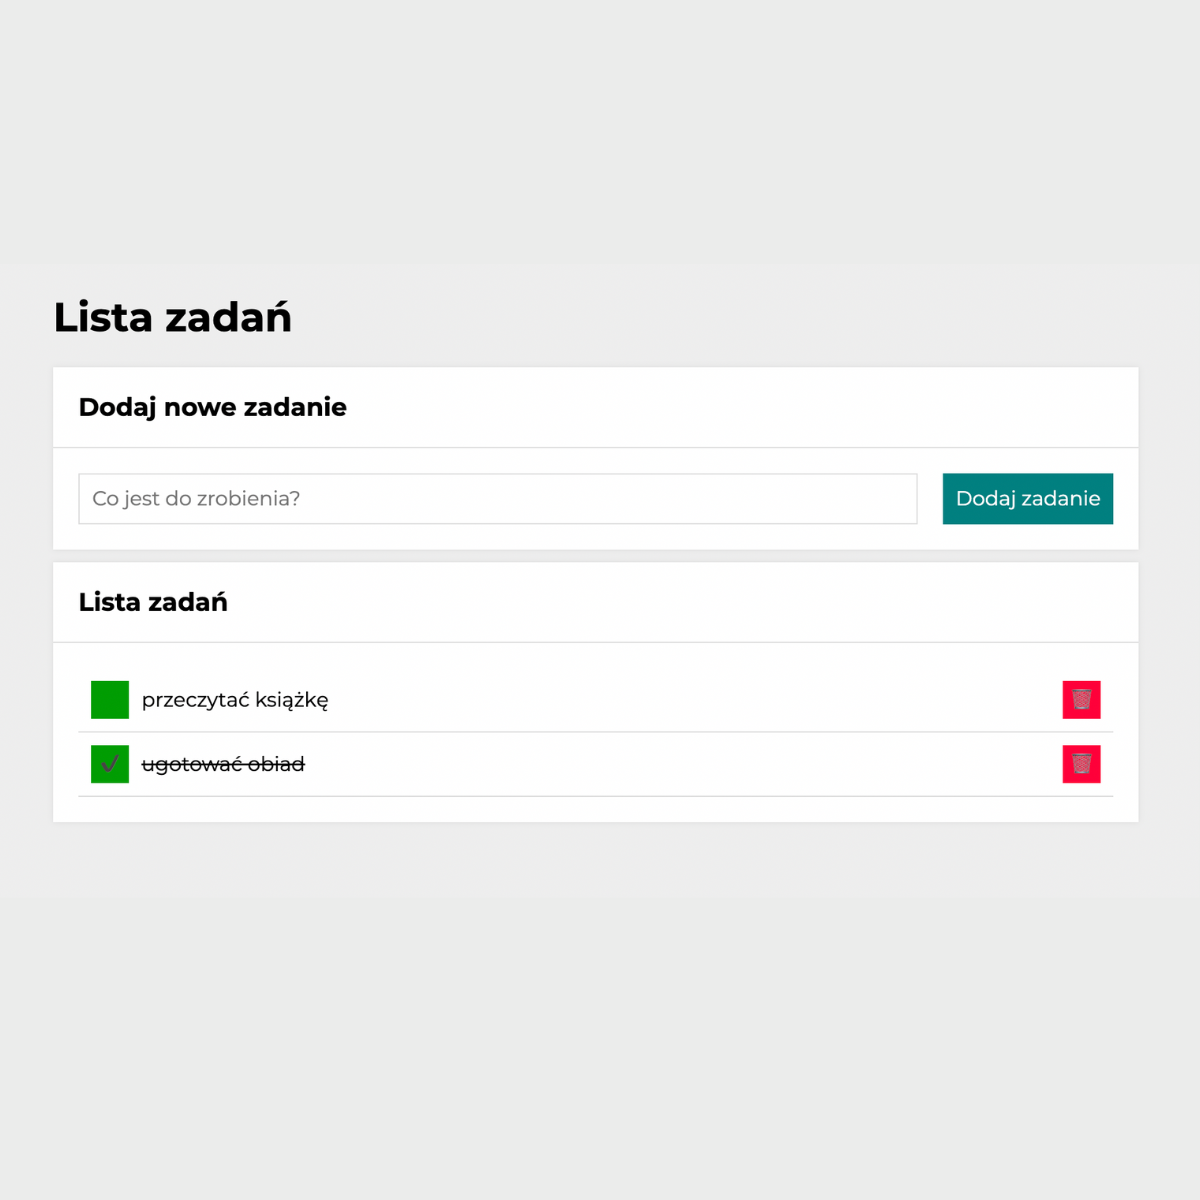 Lista zadań
Dodaj nowe zadanie
Co jest do zrobienia?
Dodaj zadanie
Lista zadań
przeczytać książkę
ugotować obiad